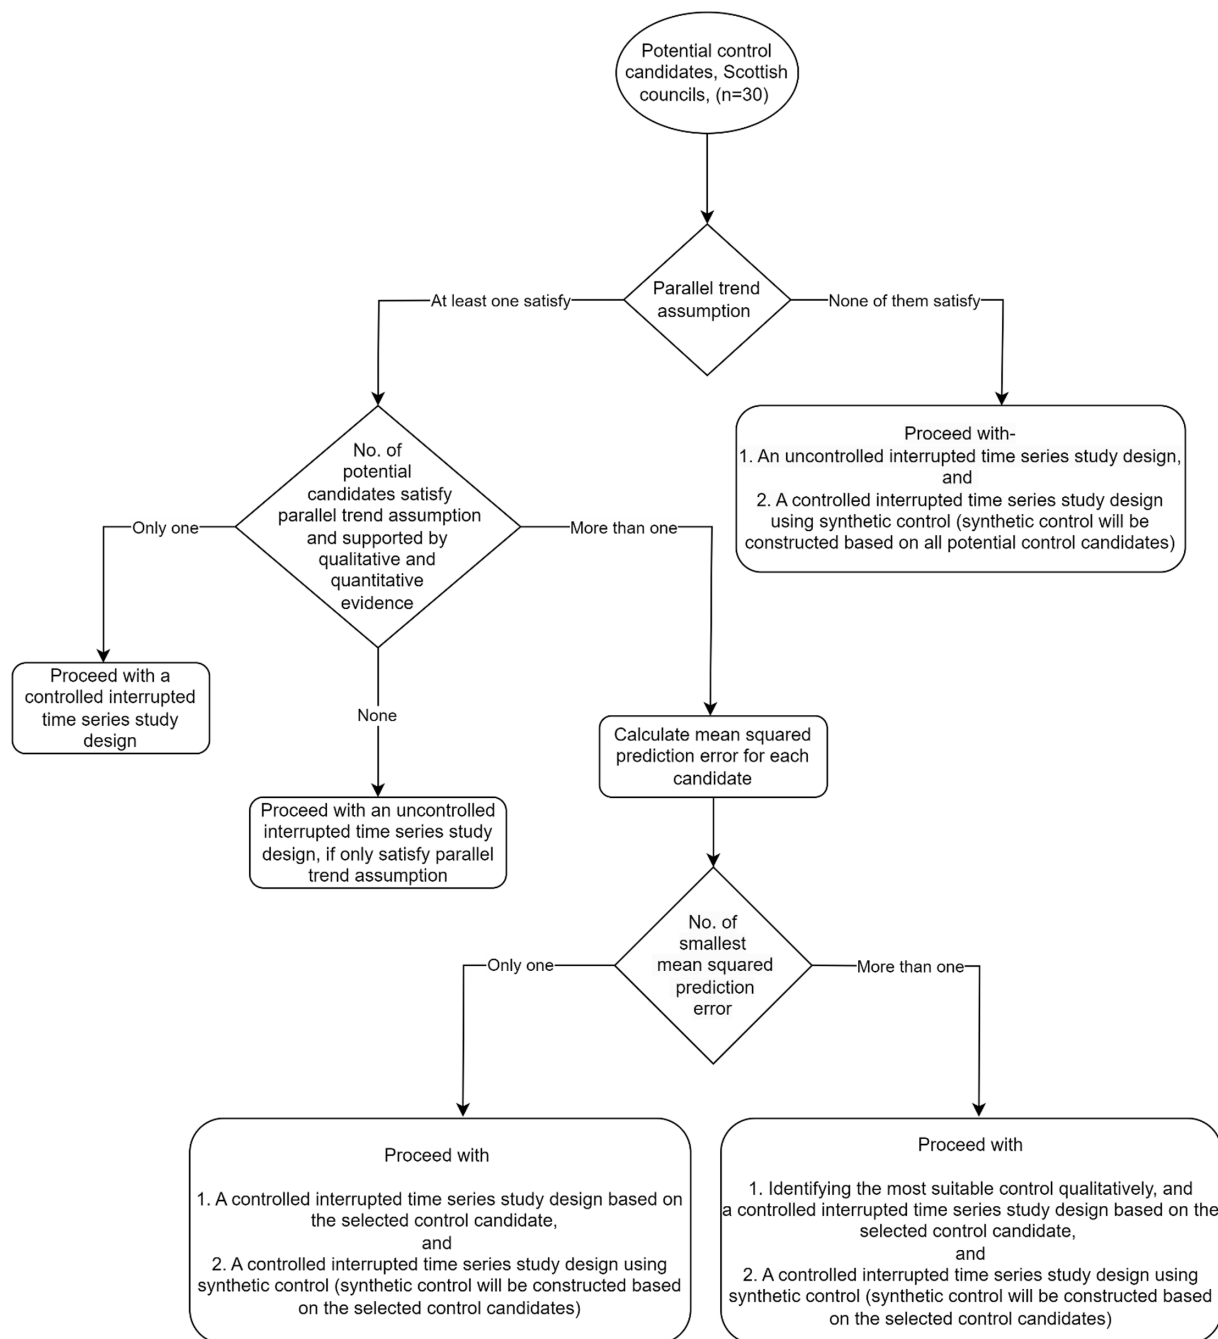 Potential control
candidates, Scottish
councils, (n=30)
Parallel trend
assumption
At least one satisfy
None of them satisfy
Proceed with-
1. An uncontrolled interrupted time series study design,
and
2. A controlled interrupted time series study design
using synthetic control (synthetic control will be
constructed based on all potential control candidates)
No. of
potential
candidates satisfy
parallel trend assumption
and supported by
qualitative and
quantitative
evidence
Only one
More than one
None
Proceed with a
controlled interrupted
time series study
design
Proceed with an uncontrolled
interrupted time series study
design, if only satisfy parallel
trend assumption
Calculate mean squared
prediction error for each
candidate
No. of
smallest
mean squared
prediction
error
Only one
More than one
Proceed with
1. A controlled interrupted time series study design based on
the selected control candidate,
and
2. A controlled interrupted time series study design using
synthetic control (synthetic control will be constructed based
on the selected control candidates)
Proceed with
1. Identifying the most suitable control qualitatively, and
a controlled interrupted time series study design based on the
selected control candidate,
and
2. A controlled interrupted time series study design using
synthetic control (synthetic control will be constructed based
on the selected control candidates)